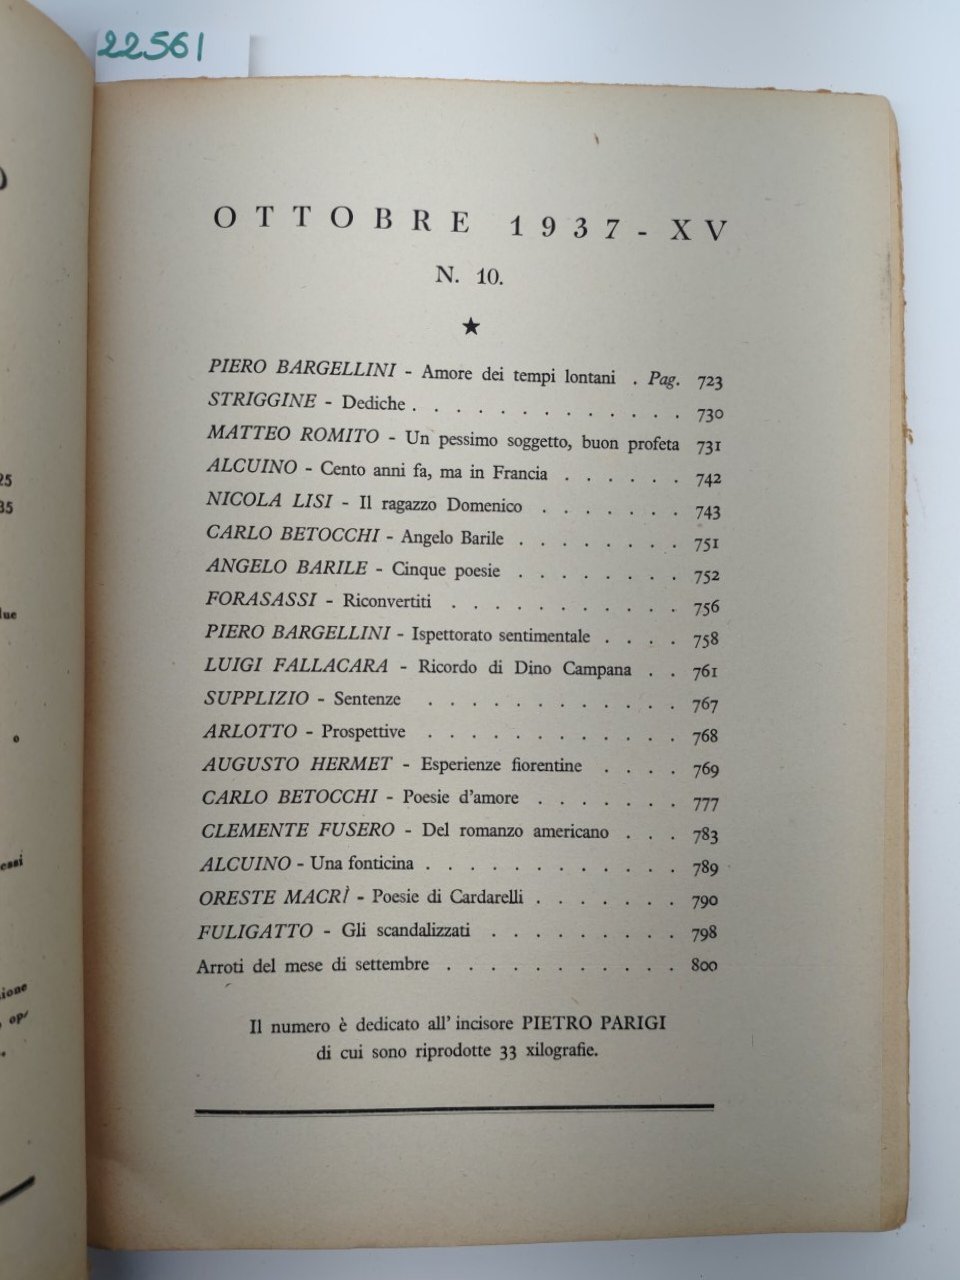 22561
OTTOBRE 1937 - XV
N. 10.
★
PIERO BARGELLINI - Amore dei tempi lontani . Pag. 723
STRIGGINE - Dediche . . . . . . . . . . . . . 730
MATTEO ROMITO - Un pessimo soggetto, buon profeta 731
ALCUINO - Cento anni fa, ma in Francia . . . . . . 742
NICOLA LISI - Il ragazzo Domenico . . . . . . . 743
CARLO BETOCCHI - Angelo Barile . . . . . . . . 751
ANGELO BARILE - Cinque poesie . . . . . . . . 752
FORASASSI - Riconvertiti . . . . . . . . . . . 756
PIERO BARGELLINI - Ispettorato sentimentale . . . . 758
LUIGI FALLACARA - Ricordo di Dino Campana . . 761
SUPPLIZIO - Sentenze . . . . . . . . . . . . 767
ARLOTTO - Prospettive . . . . . . . . . . . . 768
AUGUSTO HERMET - Esperienze fiorentine . . . . 769
CARLO BETOCCHI - Poesie d'amore . . . . . . . 777
CLEMENTE FUSERO - Del romanzo americano . . . 783
ALCUINO - Una fonticina . . . . . . . . . . . . 789
ORESTE MACRÌ - Poesie di Cardarelli . . . . . . . 790
FULIGATTO - Gli scandalizzati . . . . . . . . . 798
Arroti del mese di settembre . . . . . . . . . . . 800
Il numero è dedicato all' incisore PIETRO PARIGI
di cui sono riprodotte 33 xilografie.